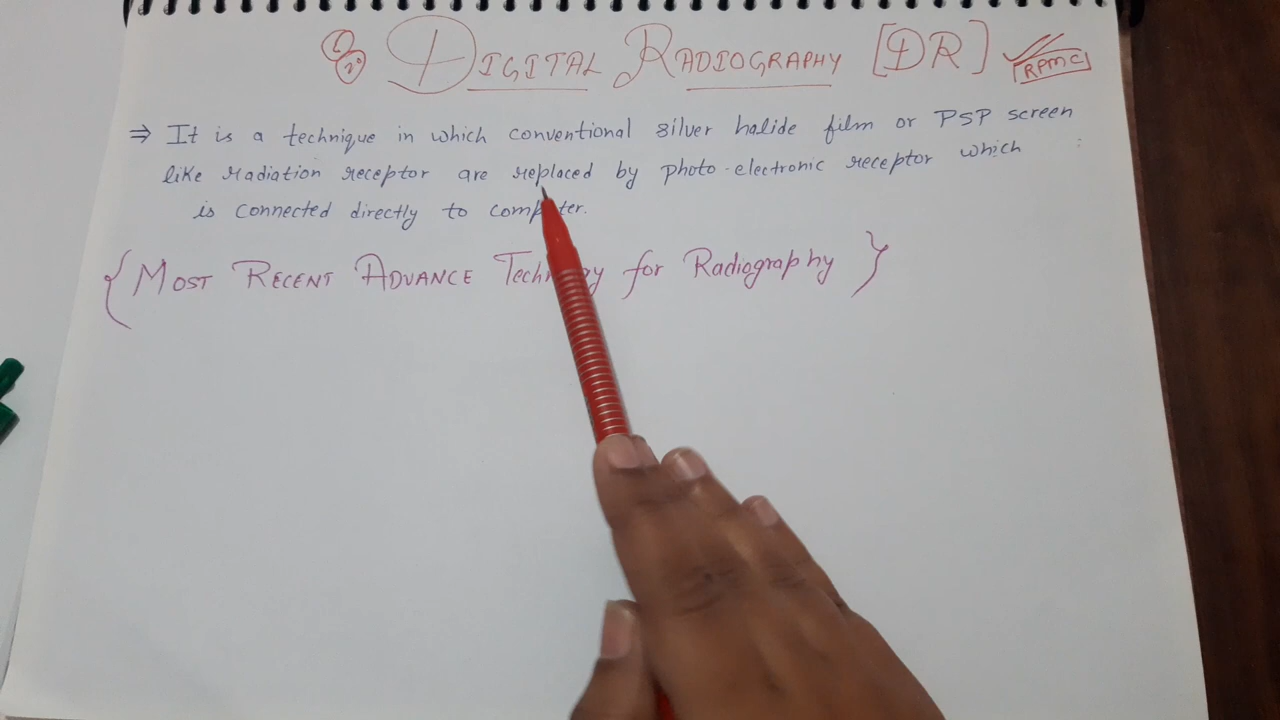 DIGITAL RADIOGRAPHY [DR] RPMC
⇒ It is a technique in which conventional silver halide film or PSP screen
like radiation receptor are replaced by photo-electronic receptor which
is connected directly to computer.
{MOST RECENT ADVANCE for Radiography}